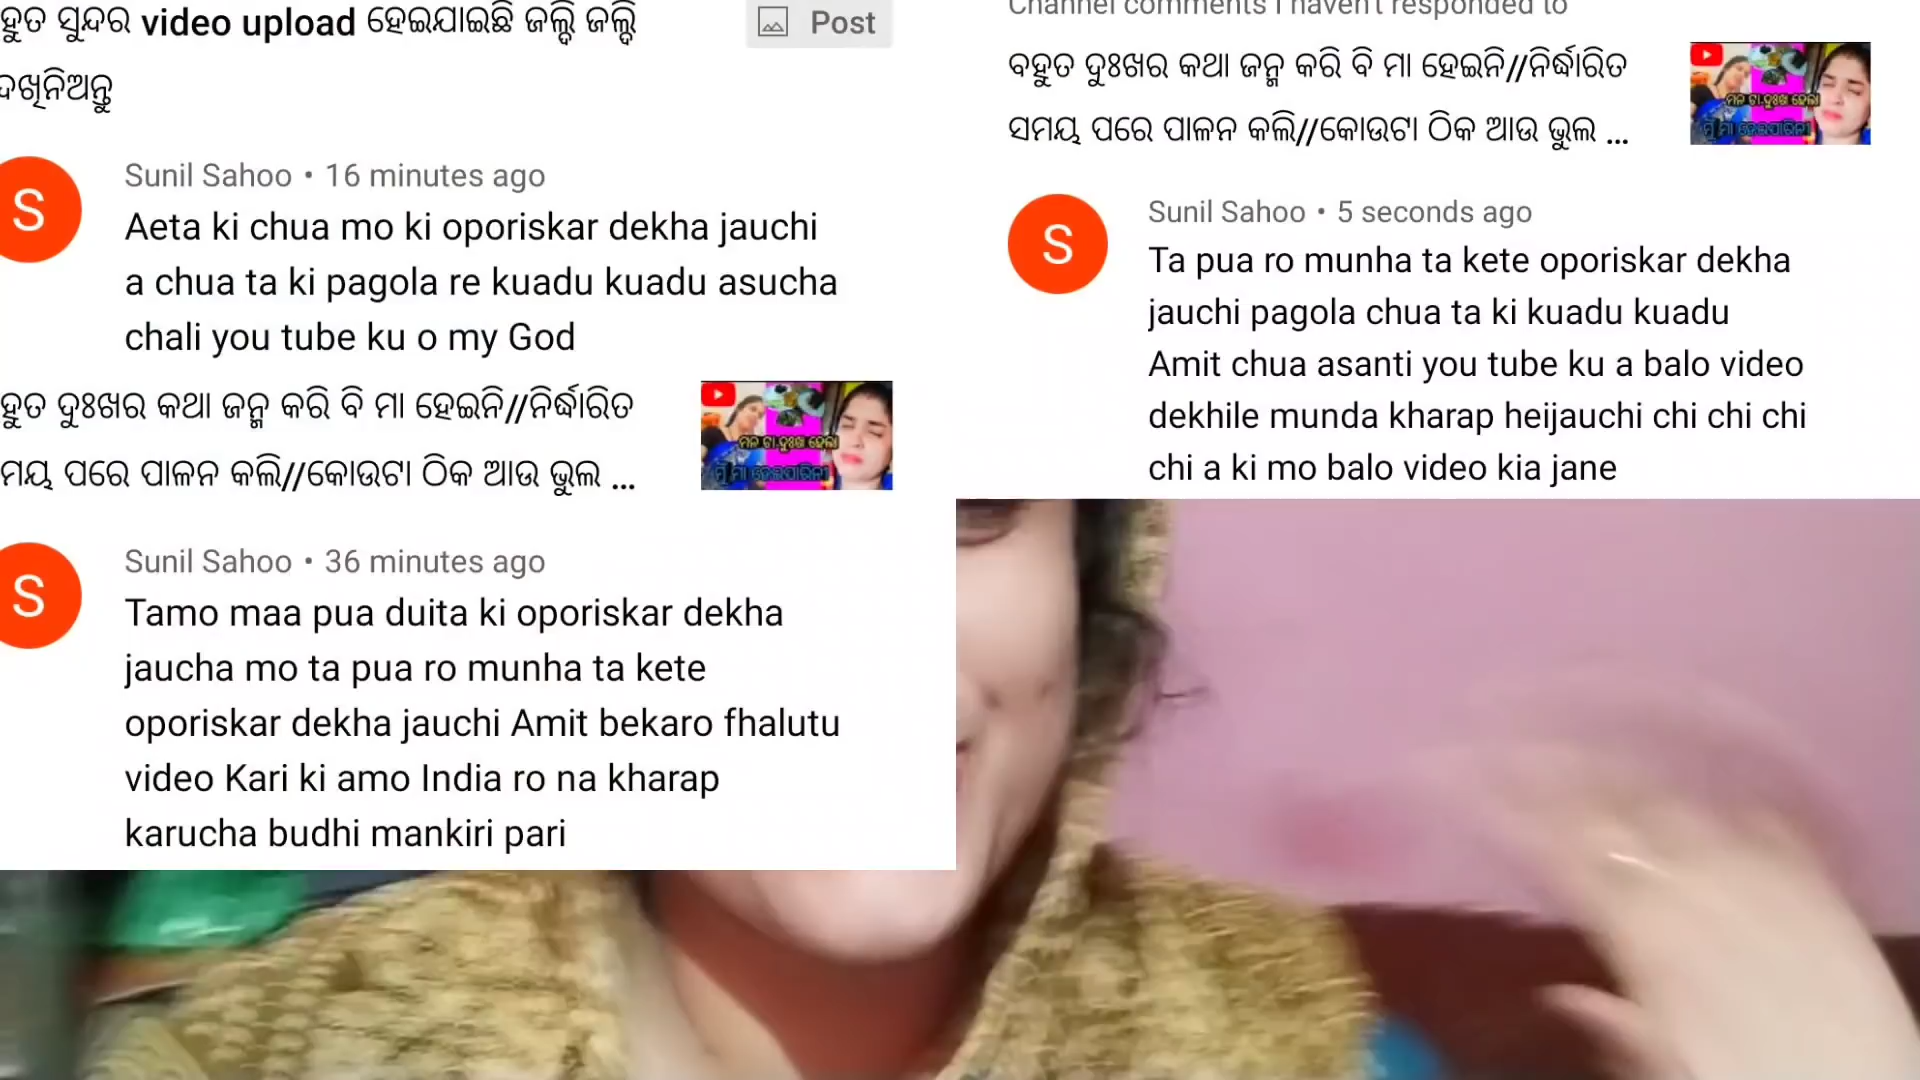 ହୁତ ସୁନ୍ଦର video upload ହେଇଯାଇଛି ଜଲ୍ଦି ଜଲ୍ଦି
ଦଖିନିଅନ୍ତୁ
Post
Sunil Sahoo • 16 minutes ago
Aeta ki chua mo ki oporiskar dekha jauchi
a chua ta ki pagola re kuadu kuadu asucha
chali you tube ku o my God
ହୁତ ଦୁଃଖର କଥା ଜନ୍ମ କରି ବି ମା ହେଇନି//ନିର୍ଦ୍ଧାରିତ
ମୟ ପରେ ପାଳନ କଲି//କୋଉଟା ଠିକ ଆଉ ଭୁଲ ...
ମନ ଟା.ଦୁଃଖ ହେଲା
ମୁଁ ମା ହେଇପାରିନୀ
Sunil Sahoo • 36 minutes ago
Tamo maa pua duita ki oporiskar dekha
jaucha mo ta pua ro munha ta kete
oporiskar dekha jauchi Amit bekaro fhalutu
video Kari ki amo India ro na kharap
karucha budhi mankiri pari
Channel comments I haven't responded to
ବହୁତ ଦୁଃଖର କଥା ଜନ୍ମ କରି ବି ମା ହେଇନି//ନିର୍ଦ୍ଧାରିତ
ସମୟ ପରେ ପାଳନ କଲି//କୋଉଟା ଠିକ ଆଉ ଭୁଲ ...
ମନ ଟା.ଦୁଃଖ ହେଲା
ମୁଁ ମା ହେଇପାରିନୀ
Sunil Sahoo • 5 seconds ago
Ta pua ro munha ta kete oporiskar dekha
jauchi pagola chua ta ki kuadu kuadu
Amit chua asanti you tube ku a balo video
dekhile munda kharap heijauchi chi chi chi
chi a ki mo balo video kia jane